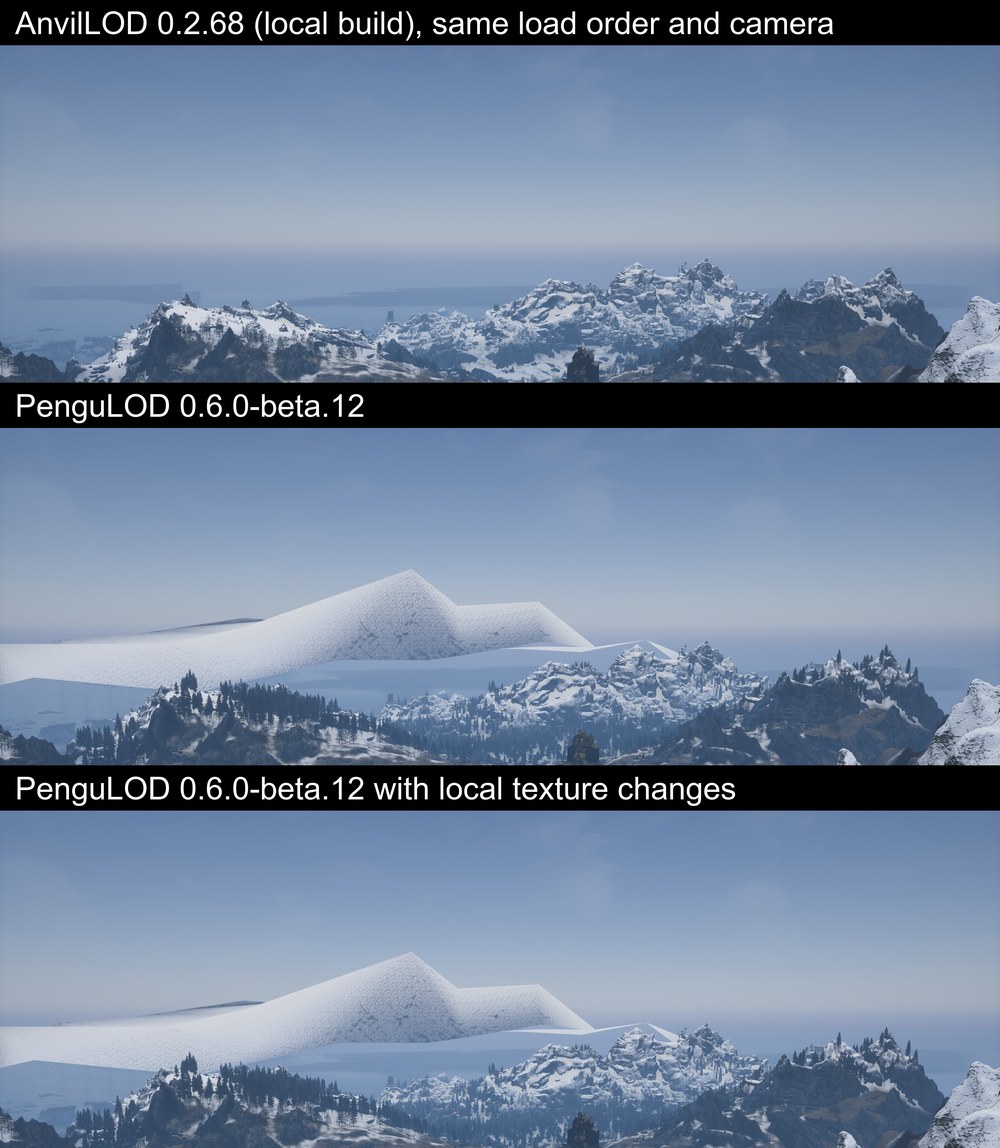 AnvilLOD 0.2.68 (local build), same load order and camera
PenguLOD 0.6.0-beta.12
PenguLOD 0.6.0-beta.12 with local texture changes